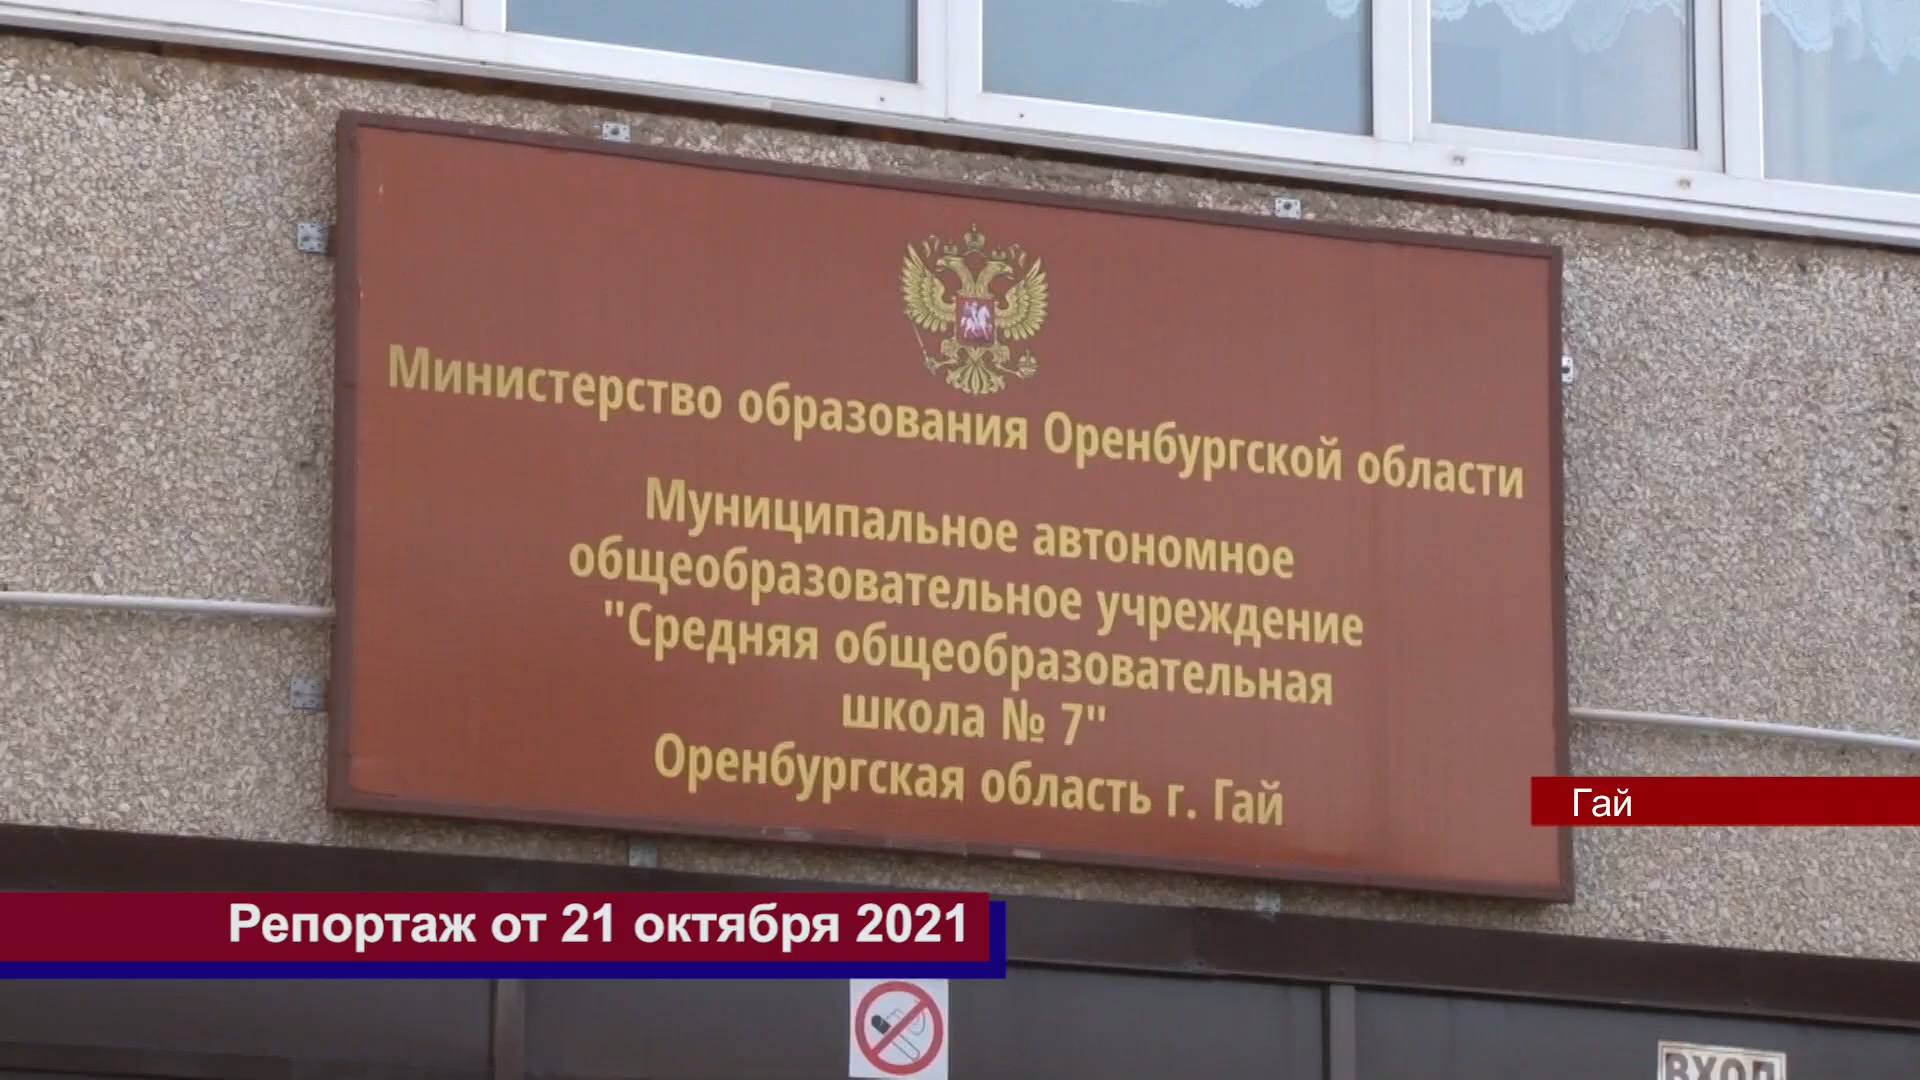 Министерство образования Оренбургской области
Муниципальное автономное
общеобразовательное учреждение
"Средняя общеобразовательная
школа № 7"
Оренбургская область г. Гай
Гай
Репортаж от 21 октября 2021
ВХОД